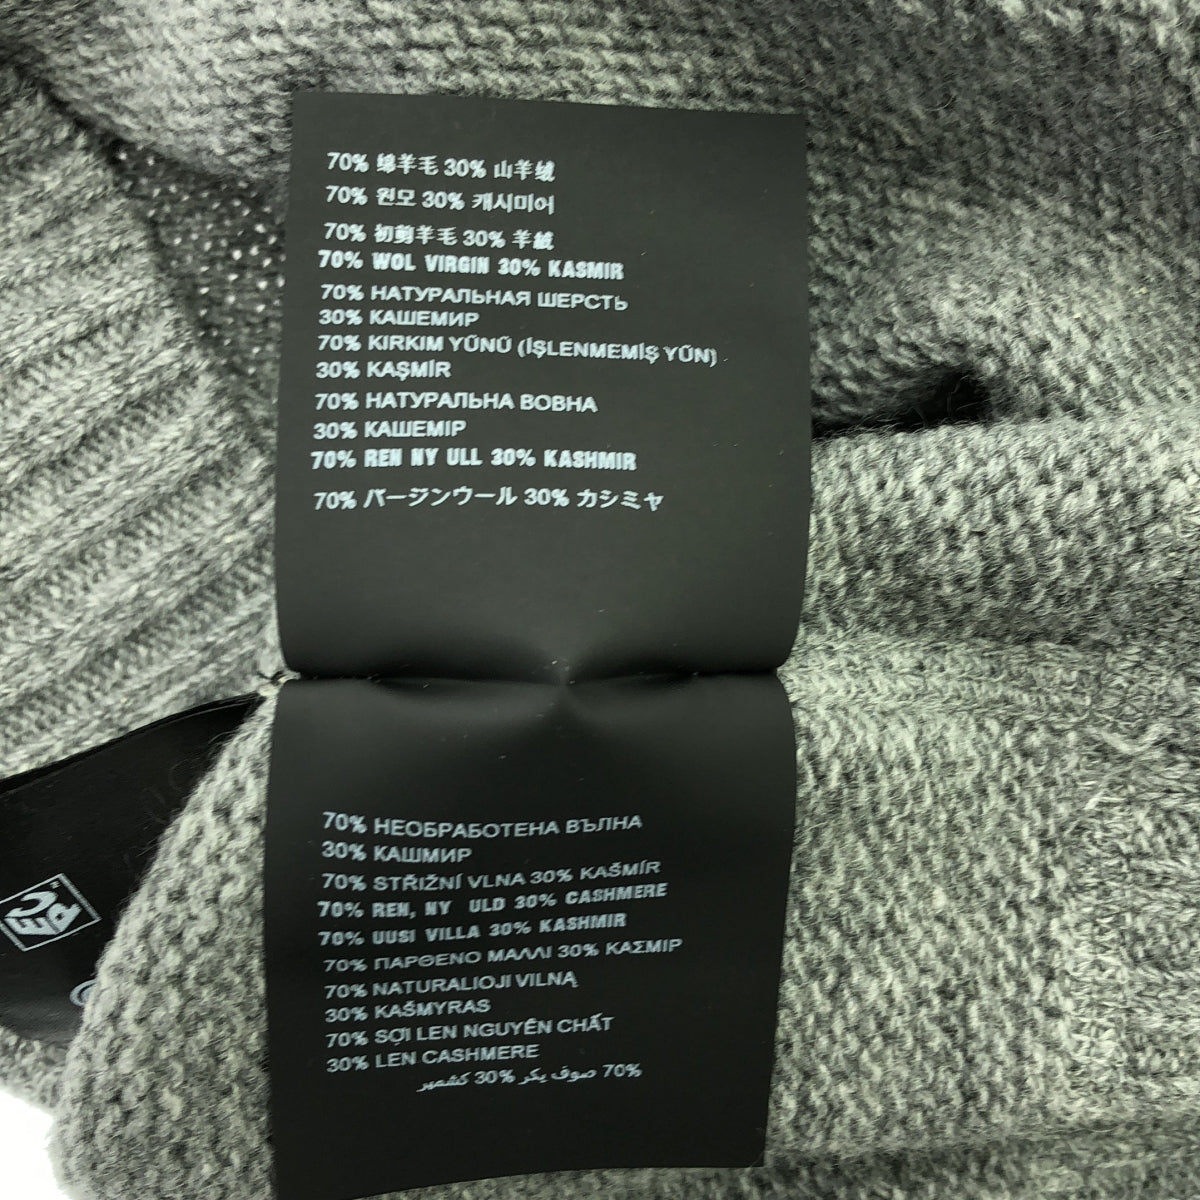 70% 绵羊毛 30% 山羊绒
70% 원모 30% 캐시미어
70% 初剪羊毛 30% 羊絨
70% WOL VIRGIN 30% KASMIR
70% НАТУРАЛЬНАЯ ШЕРСТЬ
30% КАШЕМИР
70% KIRKIM YŪNŪ (İŞLENMEMİŞ YŪN)
30% KAŞMİR
70% НАТУРАЛЬНА ВОВНА
30% КАШЕМІР
70% REN NY ULL 30% KASHMIR
70% バージンウール 30% カシミヤ
70% НЕОБРАБОТЕНА ВЪЛНА
30% КАШМИР
70% STŘIŽNÍ VLNA 30% KAŠMÍR
70% REN, NY ULD 30% CASHMERE
70% UUSI VILLA 30% KASHMIR
70% ΠΑΡΘΕΝΟ ΜΑΛΛΙ 30% ΚΑΣΜΙΡ
70% NATURALIOJI VILNĄ
30% KAŠMYRAS
70% SỢI LEN NGUYÊN CHẤT
30% LEN CASHMERE
70% صوف بكر 30% كشمير